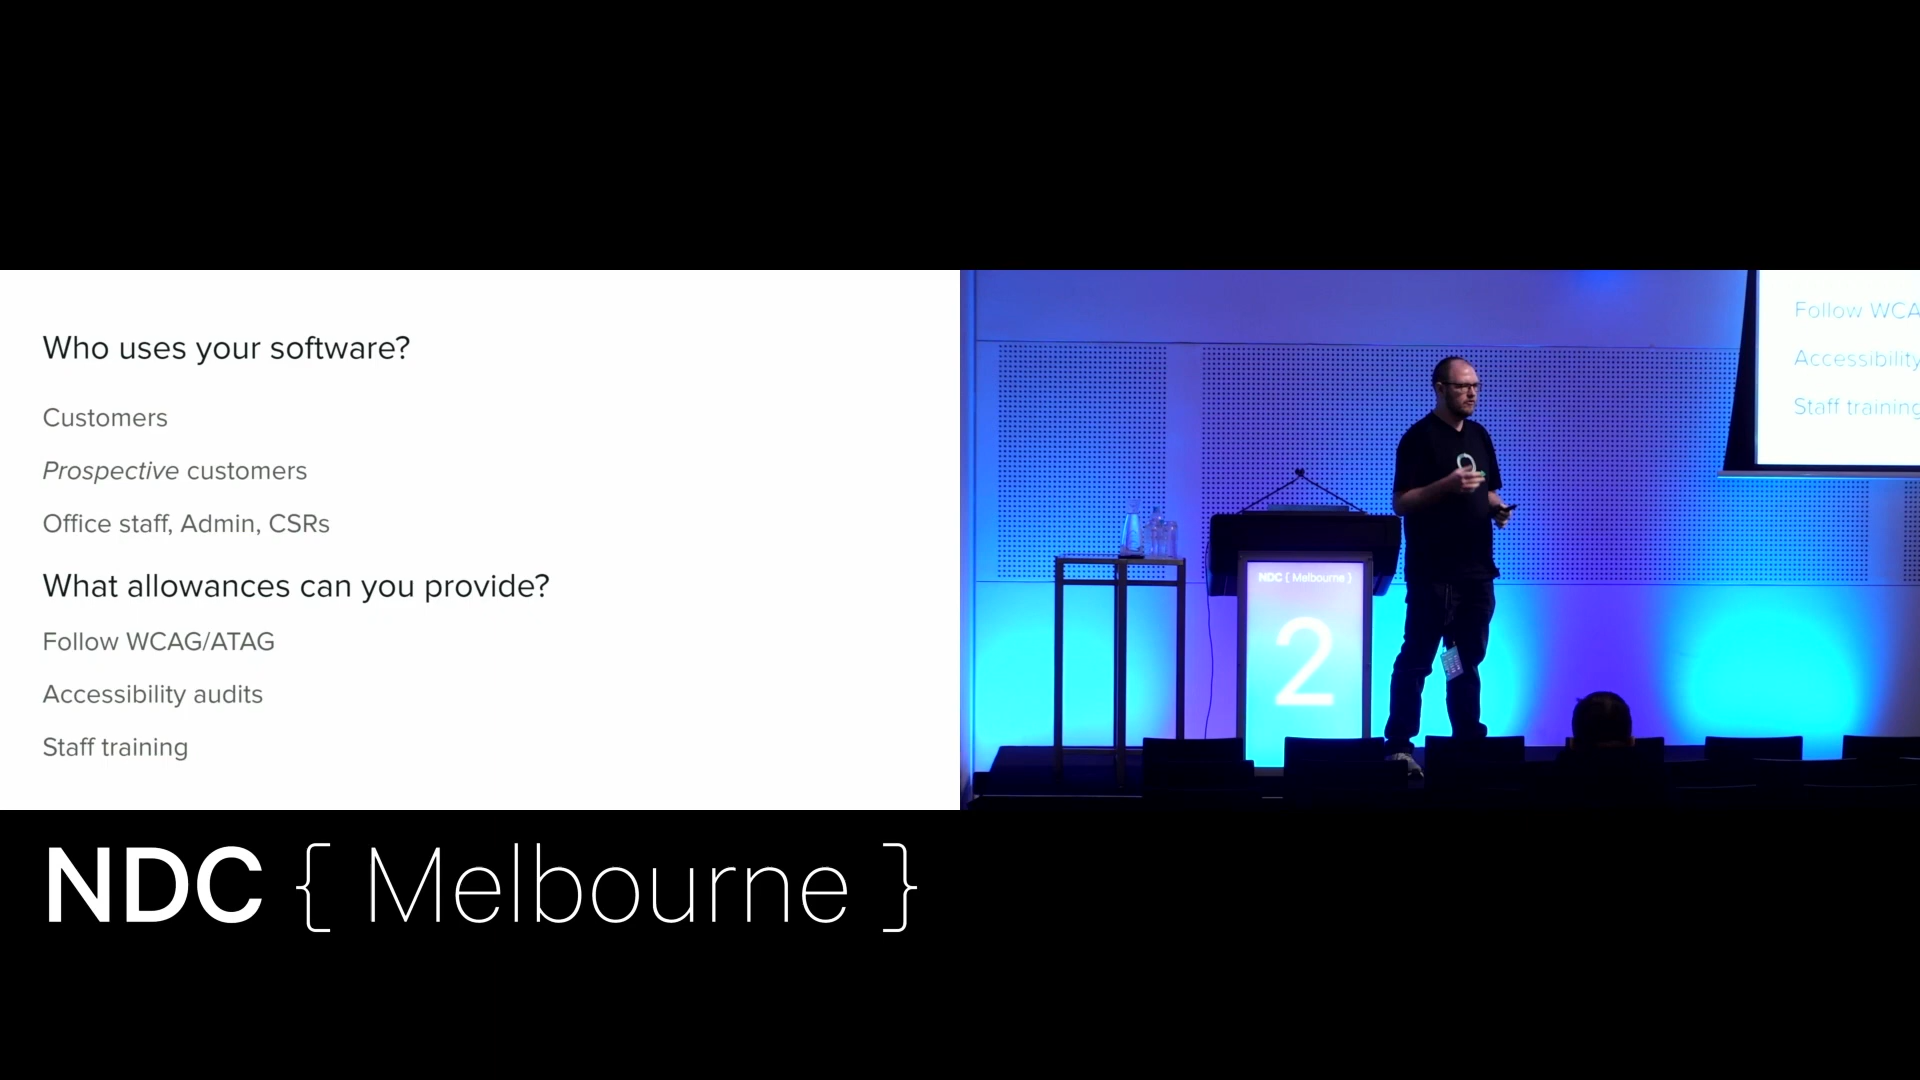 Who uses your software?
Customers
Prospective customers
Office staff, Admin, CSRs
What allowances can you provide?
Follow WCAG/ATAG
Accessibility audits
Staff training
Follow WCA
Accessibility
Staff training
NDC { Melbourne }
2
NDC { Melbourne }